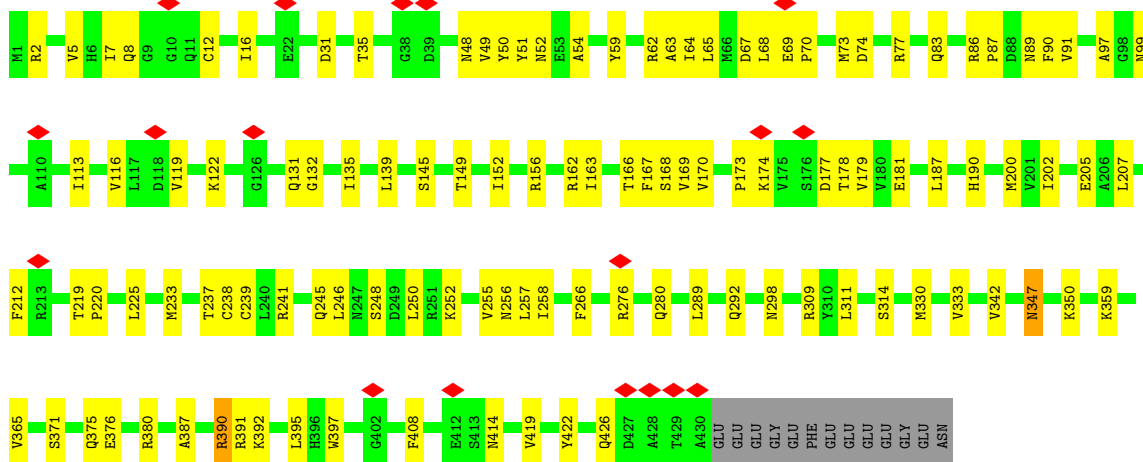 M1 R2 V5 H6 I7 Q8 G9 G10 Q11 C12 I16 E22 D31 T35 G38 D39 N48 V49 Y50 Y51 N52 E53 A54 Y59 R62 A63 I64 L65 M66 D67 L68 E69 P70 M73 D74 R77 Q83 R86 P87 D88 N89 F90 V91 A97 G98 N99
A110 I113 V116 L117 D118 V119 K122 G126 Q131 G132 I135 L139 S145 T149 I152 R156 R162 I163 T166 F167 S168 V169 V170 P173 K174 V175 S176 D177 T178 V179 V180 E181 L187 H190 M200 V201 I202 E205 A206 L207
F212 R213 T219 P220 L225 M233 T237 C238 C239 L240 R241 Q245 L246 N247 S248 D249 L250 R251 K252 V255 N256 L257 I258 F266 R276 Q280 L289 Q292 N298 R309 Y310 L311 S314 M330 V333 V342 N347 K350 K359
V365 S371 Q375 E376 R380 A387 R390 R391 K392 L395 H396 W397 G402 F408 E412 S413 N414 V419 Y422 Q426 D427 A428 T429 A430 GLU GLU GLU GLY GLU PHE GLU GLU GLU GLU GLY GLU ASN